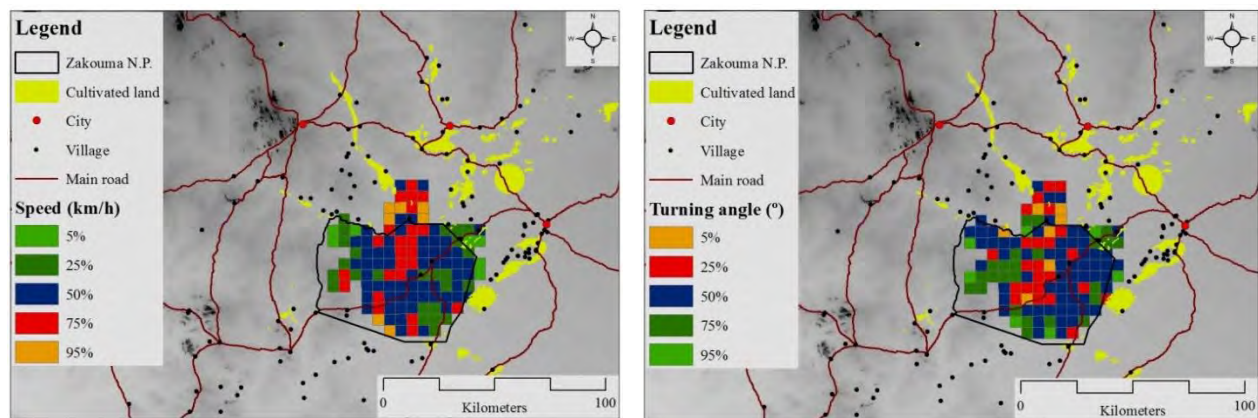 Legend
Zakouma N.P.
Cultivated land
City
Village
Main road
Speed (km/h)
5%
25%
50%
75%
95%
N
W E
S
0 100
Kilometers
Legend
Zakouma N.P.
Cultivated land
City
Village
Main road
Turning angle (º)
5%
25%
50%
75%
95%
N
W E
S
0 100
Kilometers